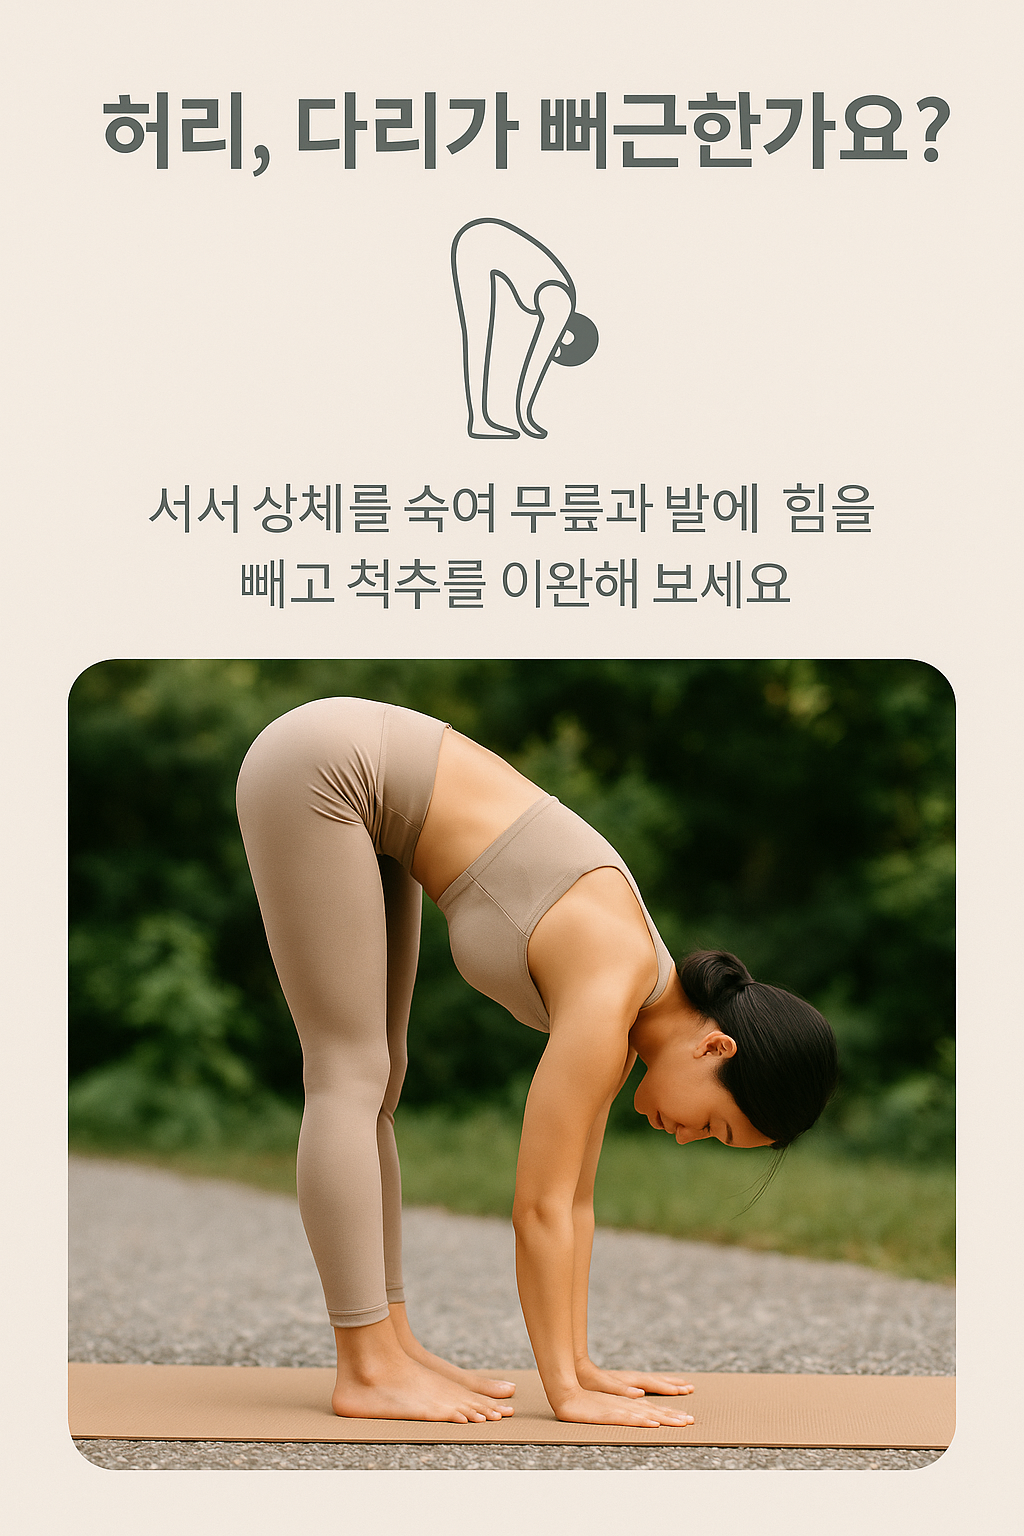 허리, 다리가 뻐근한가요?
서서 상체를 숙여 무릎과 발에 힘을
빼고 척추를 이완해 보세요